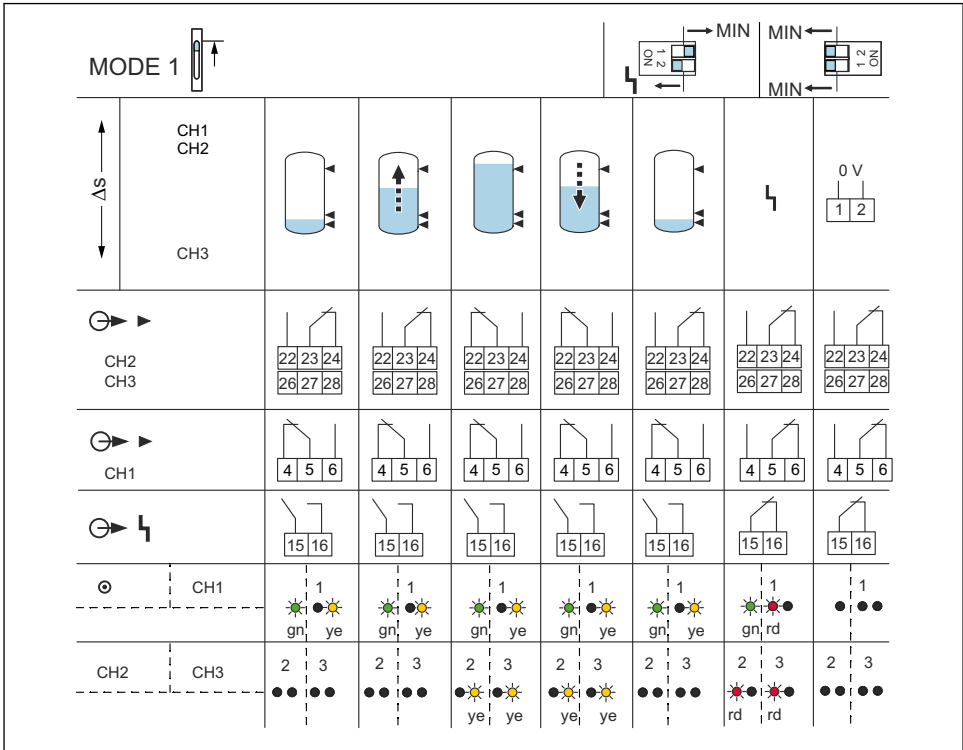 MODE 1
1 2
ON
MIN
MIN
1 2
ON
MIN
Δs
CH1
CH2
CH3
0 V
1 2
CH2
CH3
22 23 24 22 23 24 22 23 24 22 23 24 22 23 24 22 23 24 22 23 24
26 27 28 26 27 28 26 27 28 26 27 28 26 27 28 26 27 28 26 27 28
CH1
4 5 6 4 5 6 4 5 6 4 5 6 4 5 6 4 5 6 4 5 6
15 16 15 16 15 16 15 16 15 16 15 16 15 16
CH1 1 1 1 1 1 1 1
gn ye gn ye gn ye gn ye gn ye gn rd
CH2 CH3 2 3 2 3 2 3 2 3 2 3 2 3 2 3
ye ye ye ye rd rd